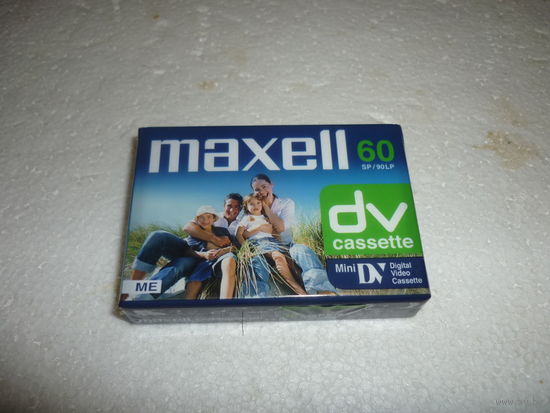 maxell 60
SP/90LP
dv
cassette
Mini DV Digital
Video
Cassette
ME